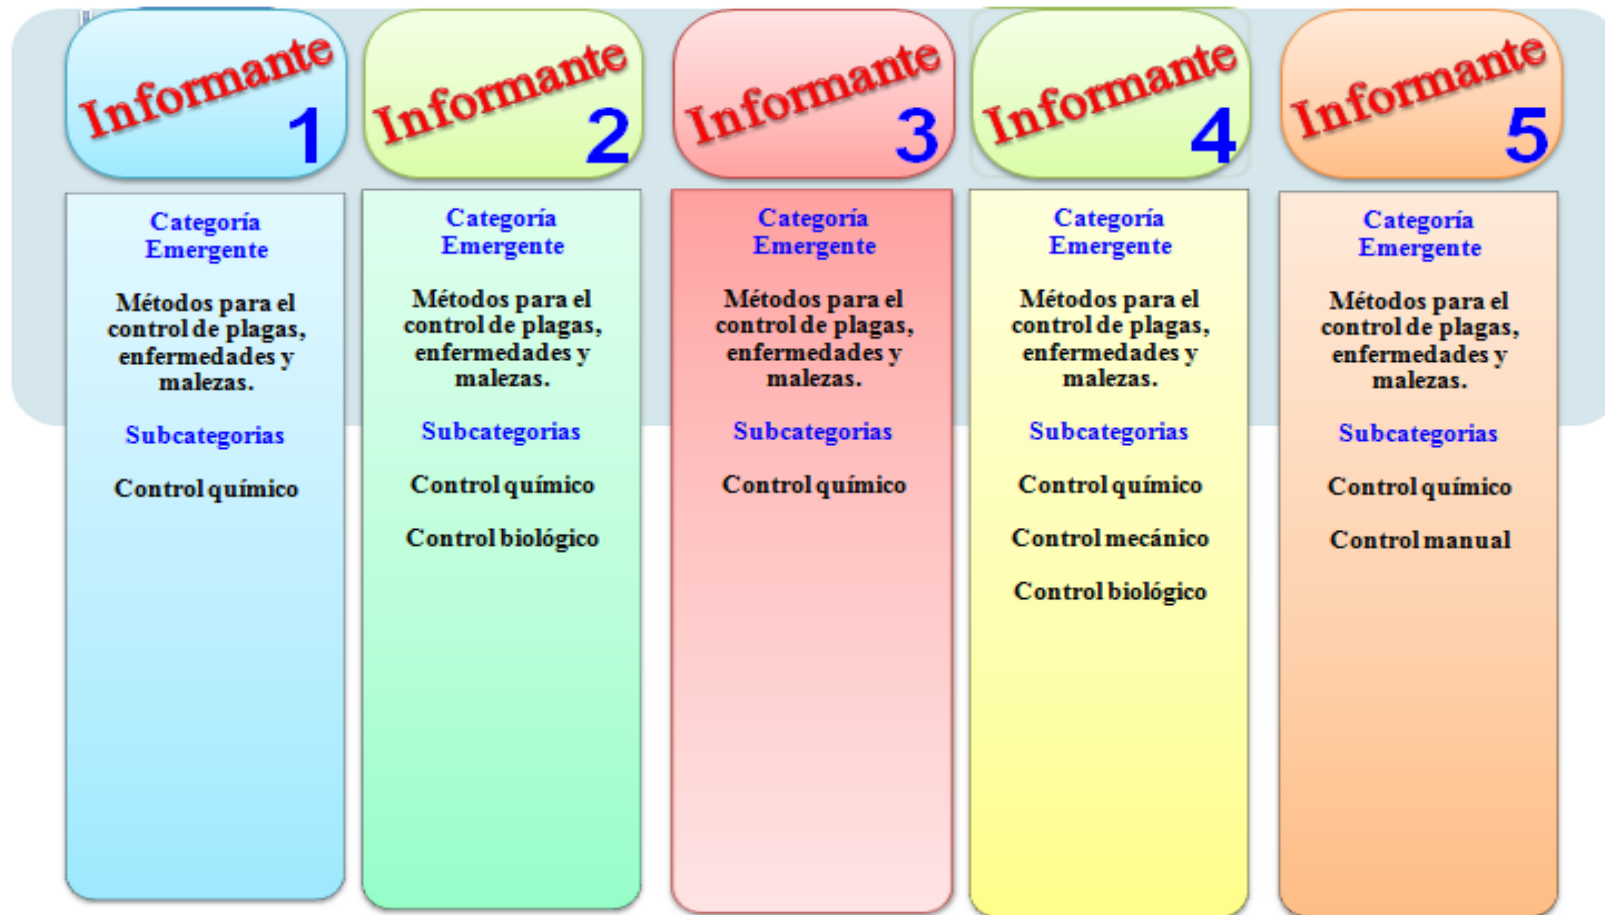 Informante
1
Categoría
Emergente
Métodos para el
control de plagas,
enfermedades y
malezas.
Subcategorias
Control químico
Informante
2
Categoría
Emergente
Métodos para el
control de plagas,
enfermedades y
malezas.
Subcategorias
Control químico
Control biológico
Informante
3
Categoría
Emergente
Métodos para el
control de plagas,
enfermedades y
malezas.
Subcategorias
Control químico
Informante
4
Categoría
Emergente
Métodos para el
control de plagas,
enfermedades y
malezas.
Subcategorias
Control químico
Control mecánico
Control biológico
Informante
5
Categoría
Emergente
Métodos para el
control de plagas,
enfermedades y
malezas.
Subcategorias
Control químico
Control manual